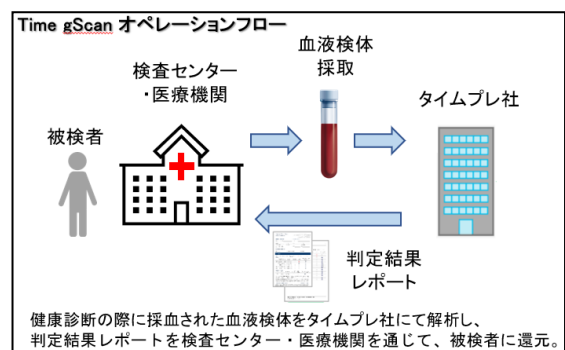 Time gScan オペレーションフロー
血液検体
採取
検査センター
・医療機関
タイムプレ社
被検者
判定結果
レポート
健康診断の際に採血された血液検体をタイムプレ社にて解析し、
判定結果レポートを検査センター・医療機関を通じて、被検者に還元。